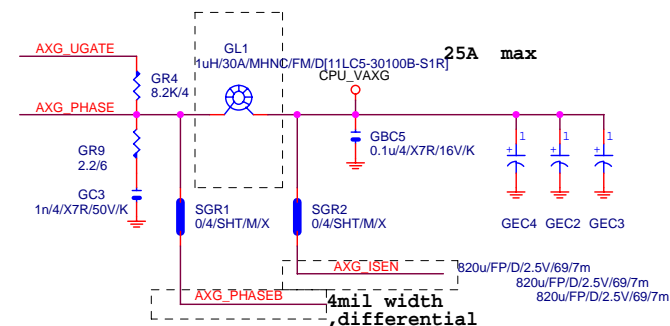 AXG_UGATE
GL1
1uH/30A/MHNC/FM/D[11LC5-30100B-S1R]
25A max
CPU_VAXG
GR4
8.2K/4
AXG_PHASE
GR9
2.2/6
GBC5
0.1u/4/X7R/16V/K
1
1
1
+
+
+
GC3
1n/4/X7R/50V/K
SGR1
0/4/SHT/M/X
SGR2
0/4/SHT/M/X
GEC4
GEC2
GEC3
AXG_ISEN
820u/FP/D/2.5V/69/7m
820u/FP/D/2.5V/69/7m
820u/FP/D/2.5V/69/7m
AXG_PHASEB
4mil width
,differential